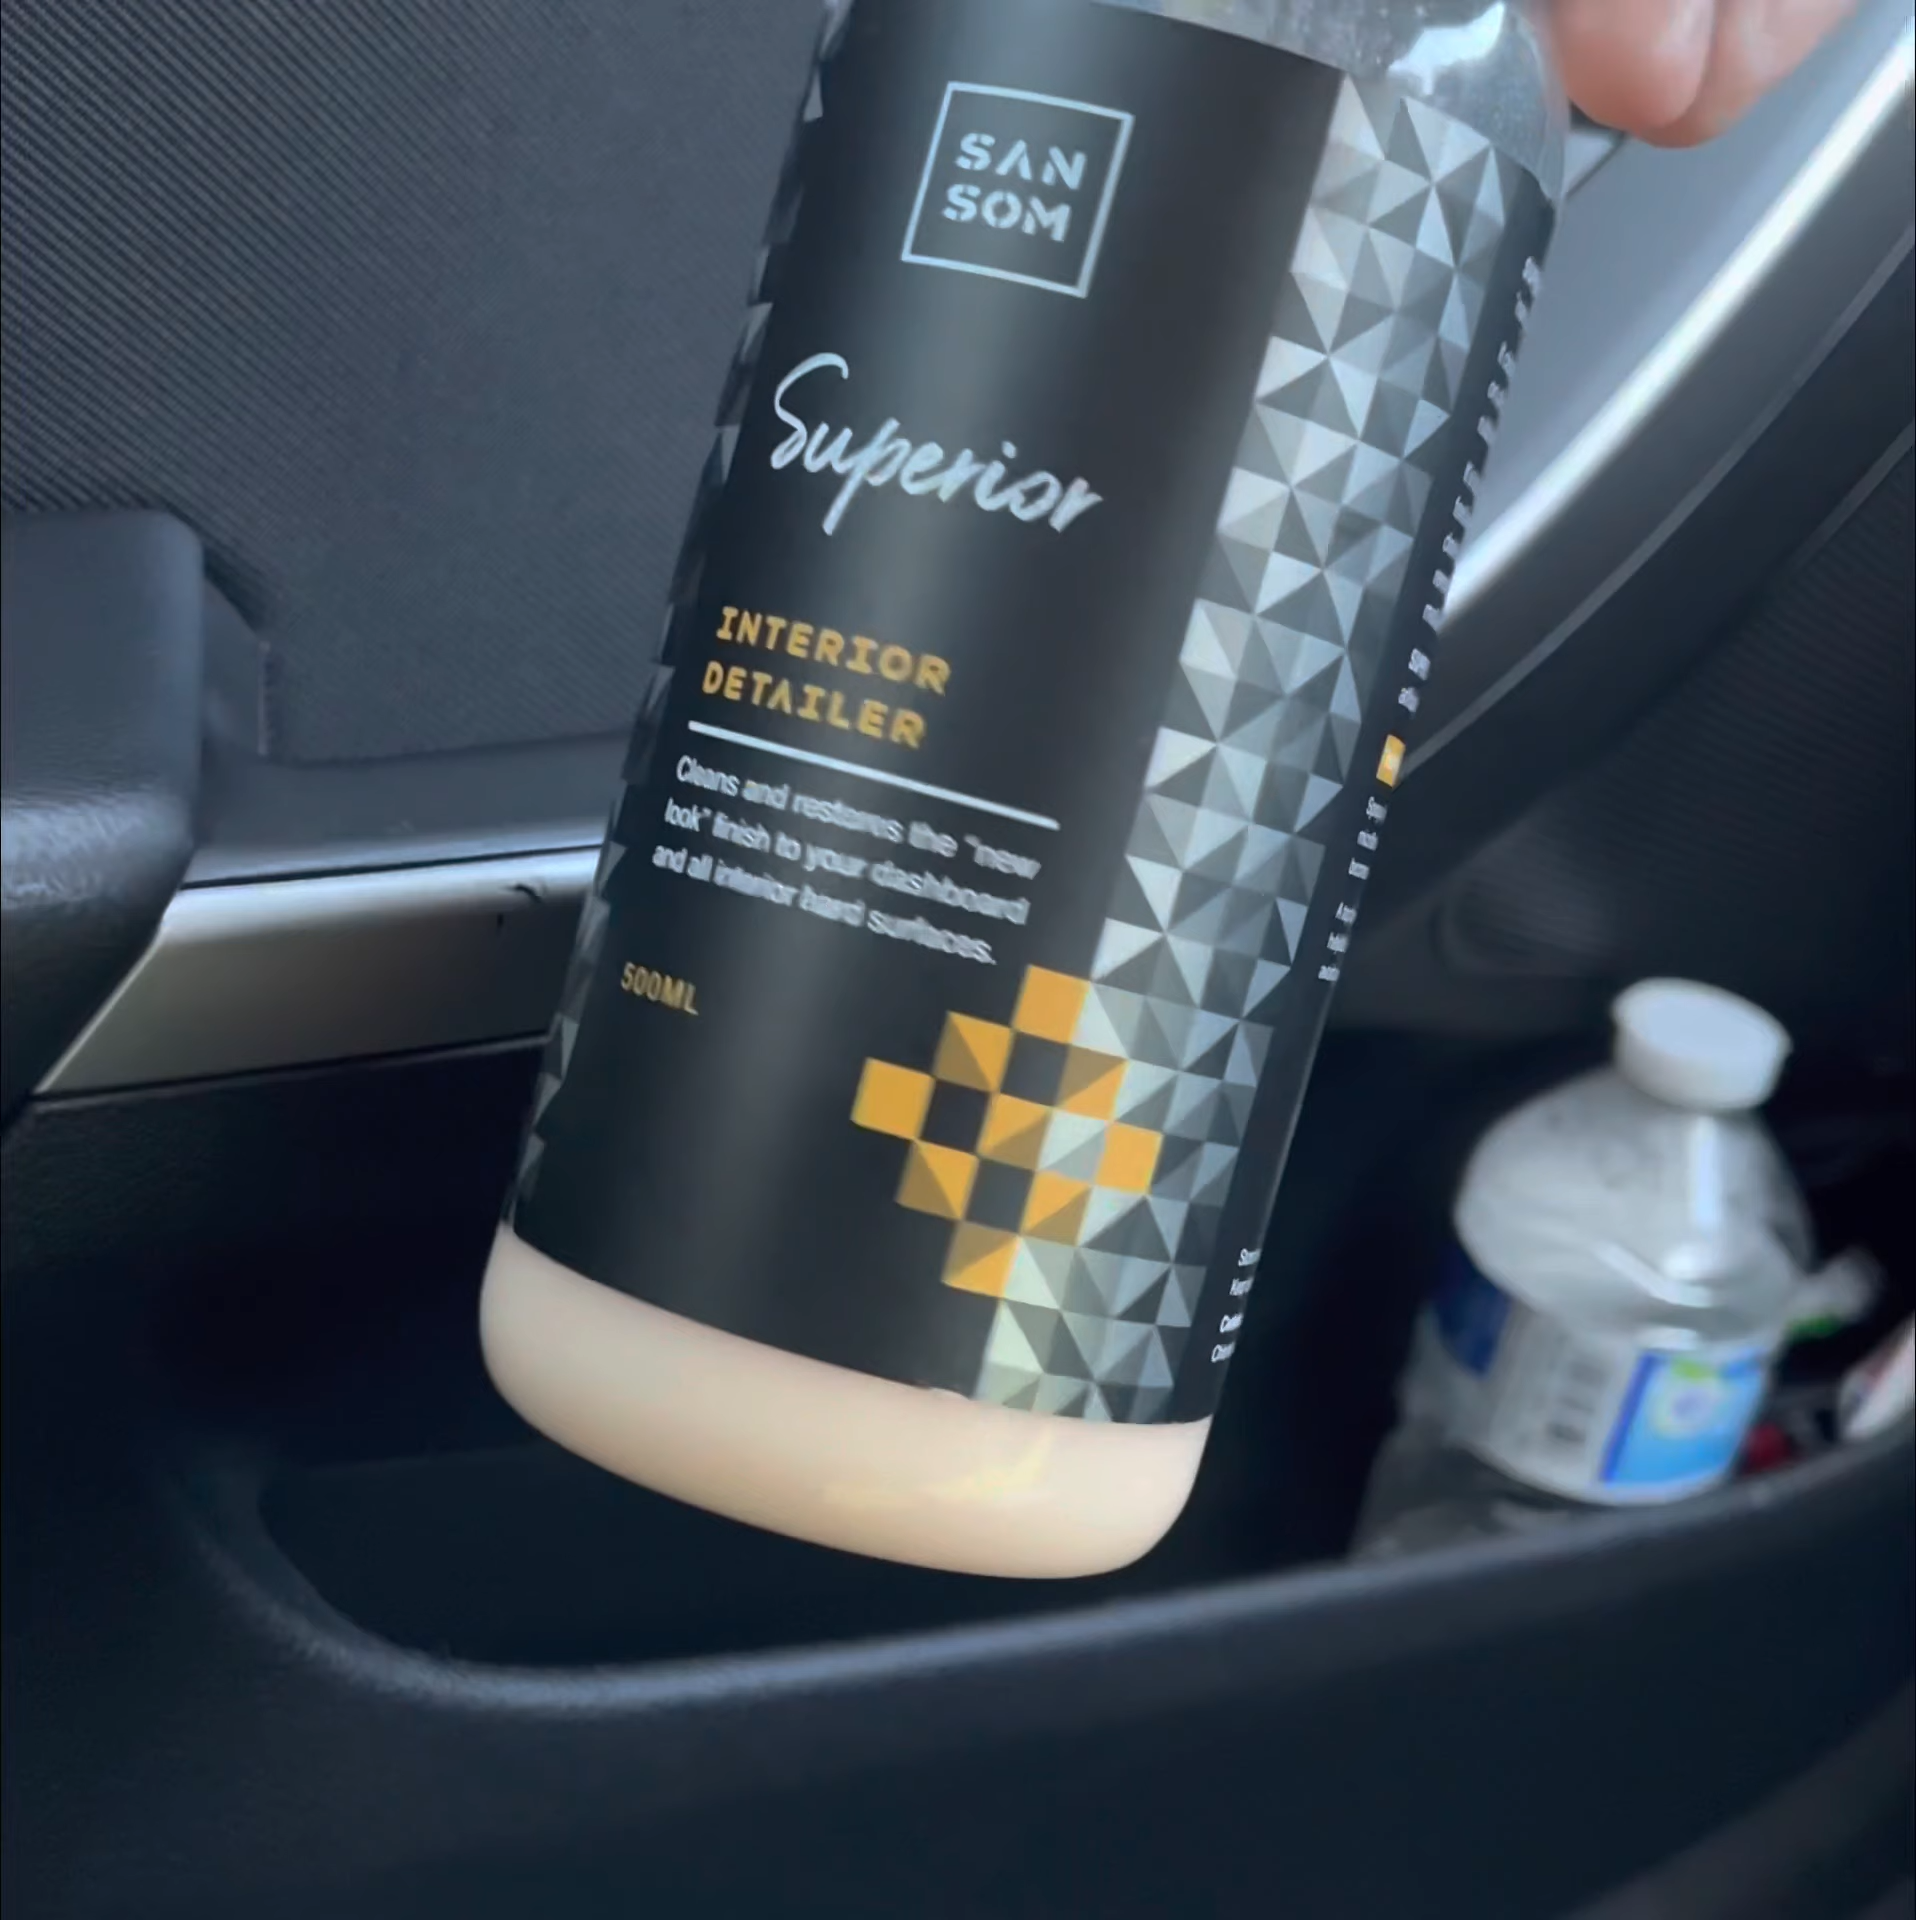 SAN
SOM
Superior
INTERIOR
DETAILER
Cleans and restores the "new
look" finish to your dashboard
and all interior hard surfaces.
500ML